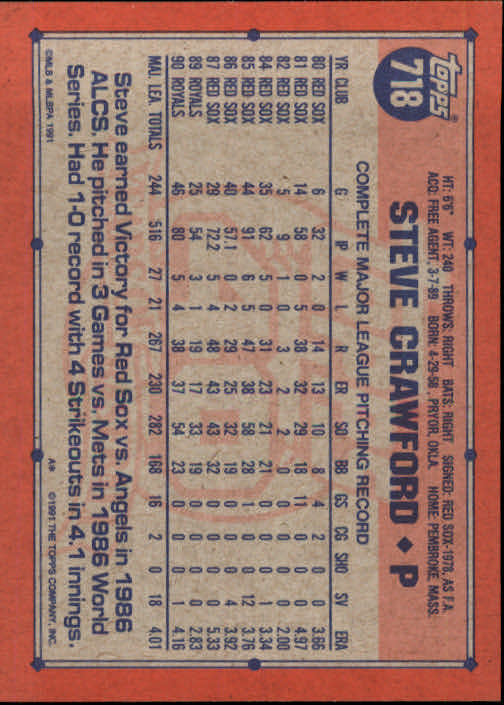 TOPPS®
718
HT: 6'6" WT: 240 THROWS: RIGHT BATS: RIGHT SIGNED: RED SOX-1978, AS F.A.
ACQ: FREE AGENT, 3-7-89 BORN: 4-29-58, PRYOR, OKLA. HOME: PEMBROKE, MASS.
STEVE CRAWFORD ◆ P
COMPLETE MAJOR LEAGUE PITCHING RECORD
YR CLUB G IP W L R ER SO BB GS CG SHO SV ERA
80 RED SOX 6 32 2 0 14 13 10 8 4 2 0 0 3.66
81 RED SOX 14 58 0 5 38 32 29 18 11 0 0 0 4.97
82 RED SOX 5 9 1 0 3 2 2 0 0 0 0 0 2.00
84 RED SOX 35 62 5 0 31 23 21 21 0 0 0 1 3.34
85 RED SOX 44 91 6 5 47 38 58 28 1 0 0 12 3.76
86 RED SOX 40 57.1 0 2 29 25 32 19 0 0 0 4 3.92
87 RED SOX 29 72.2 5 4 48 43 43 32 0 0 0 0 5.33
89 ROYALS 25 54 3 1 19 17 33 19 0 0 0 0 2.83
90 ROYALS 46 80 5 4 38 37 54 23 0 0 0 1 4.16
MAJ. LEA. TOTALS 244 516 27 21 267 230 282 168 16 2 0 18 4.01
Steve earned Victory for Red Sox vs. Angels in 1986
ALCS. He pitched in 3 Games vs. Mets in 1986 World
Series. Had 1-0 record with 4 Strikeouts in 4.1 innings.
©MLB & MLBPA 1991
A* ©1991 THE TOPPS COMPANY, INC.